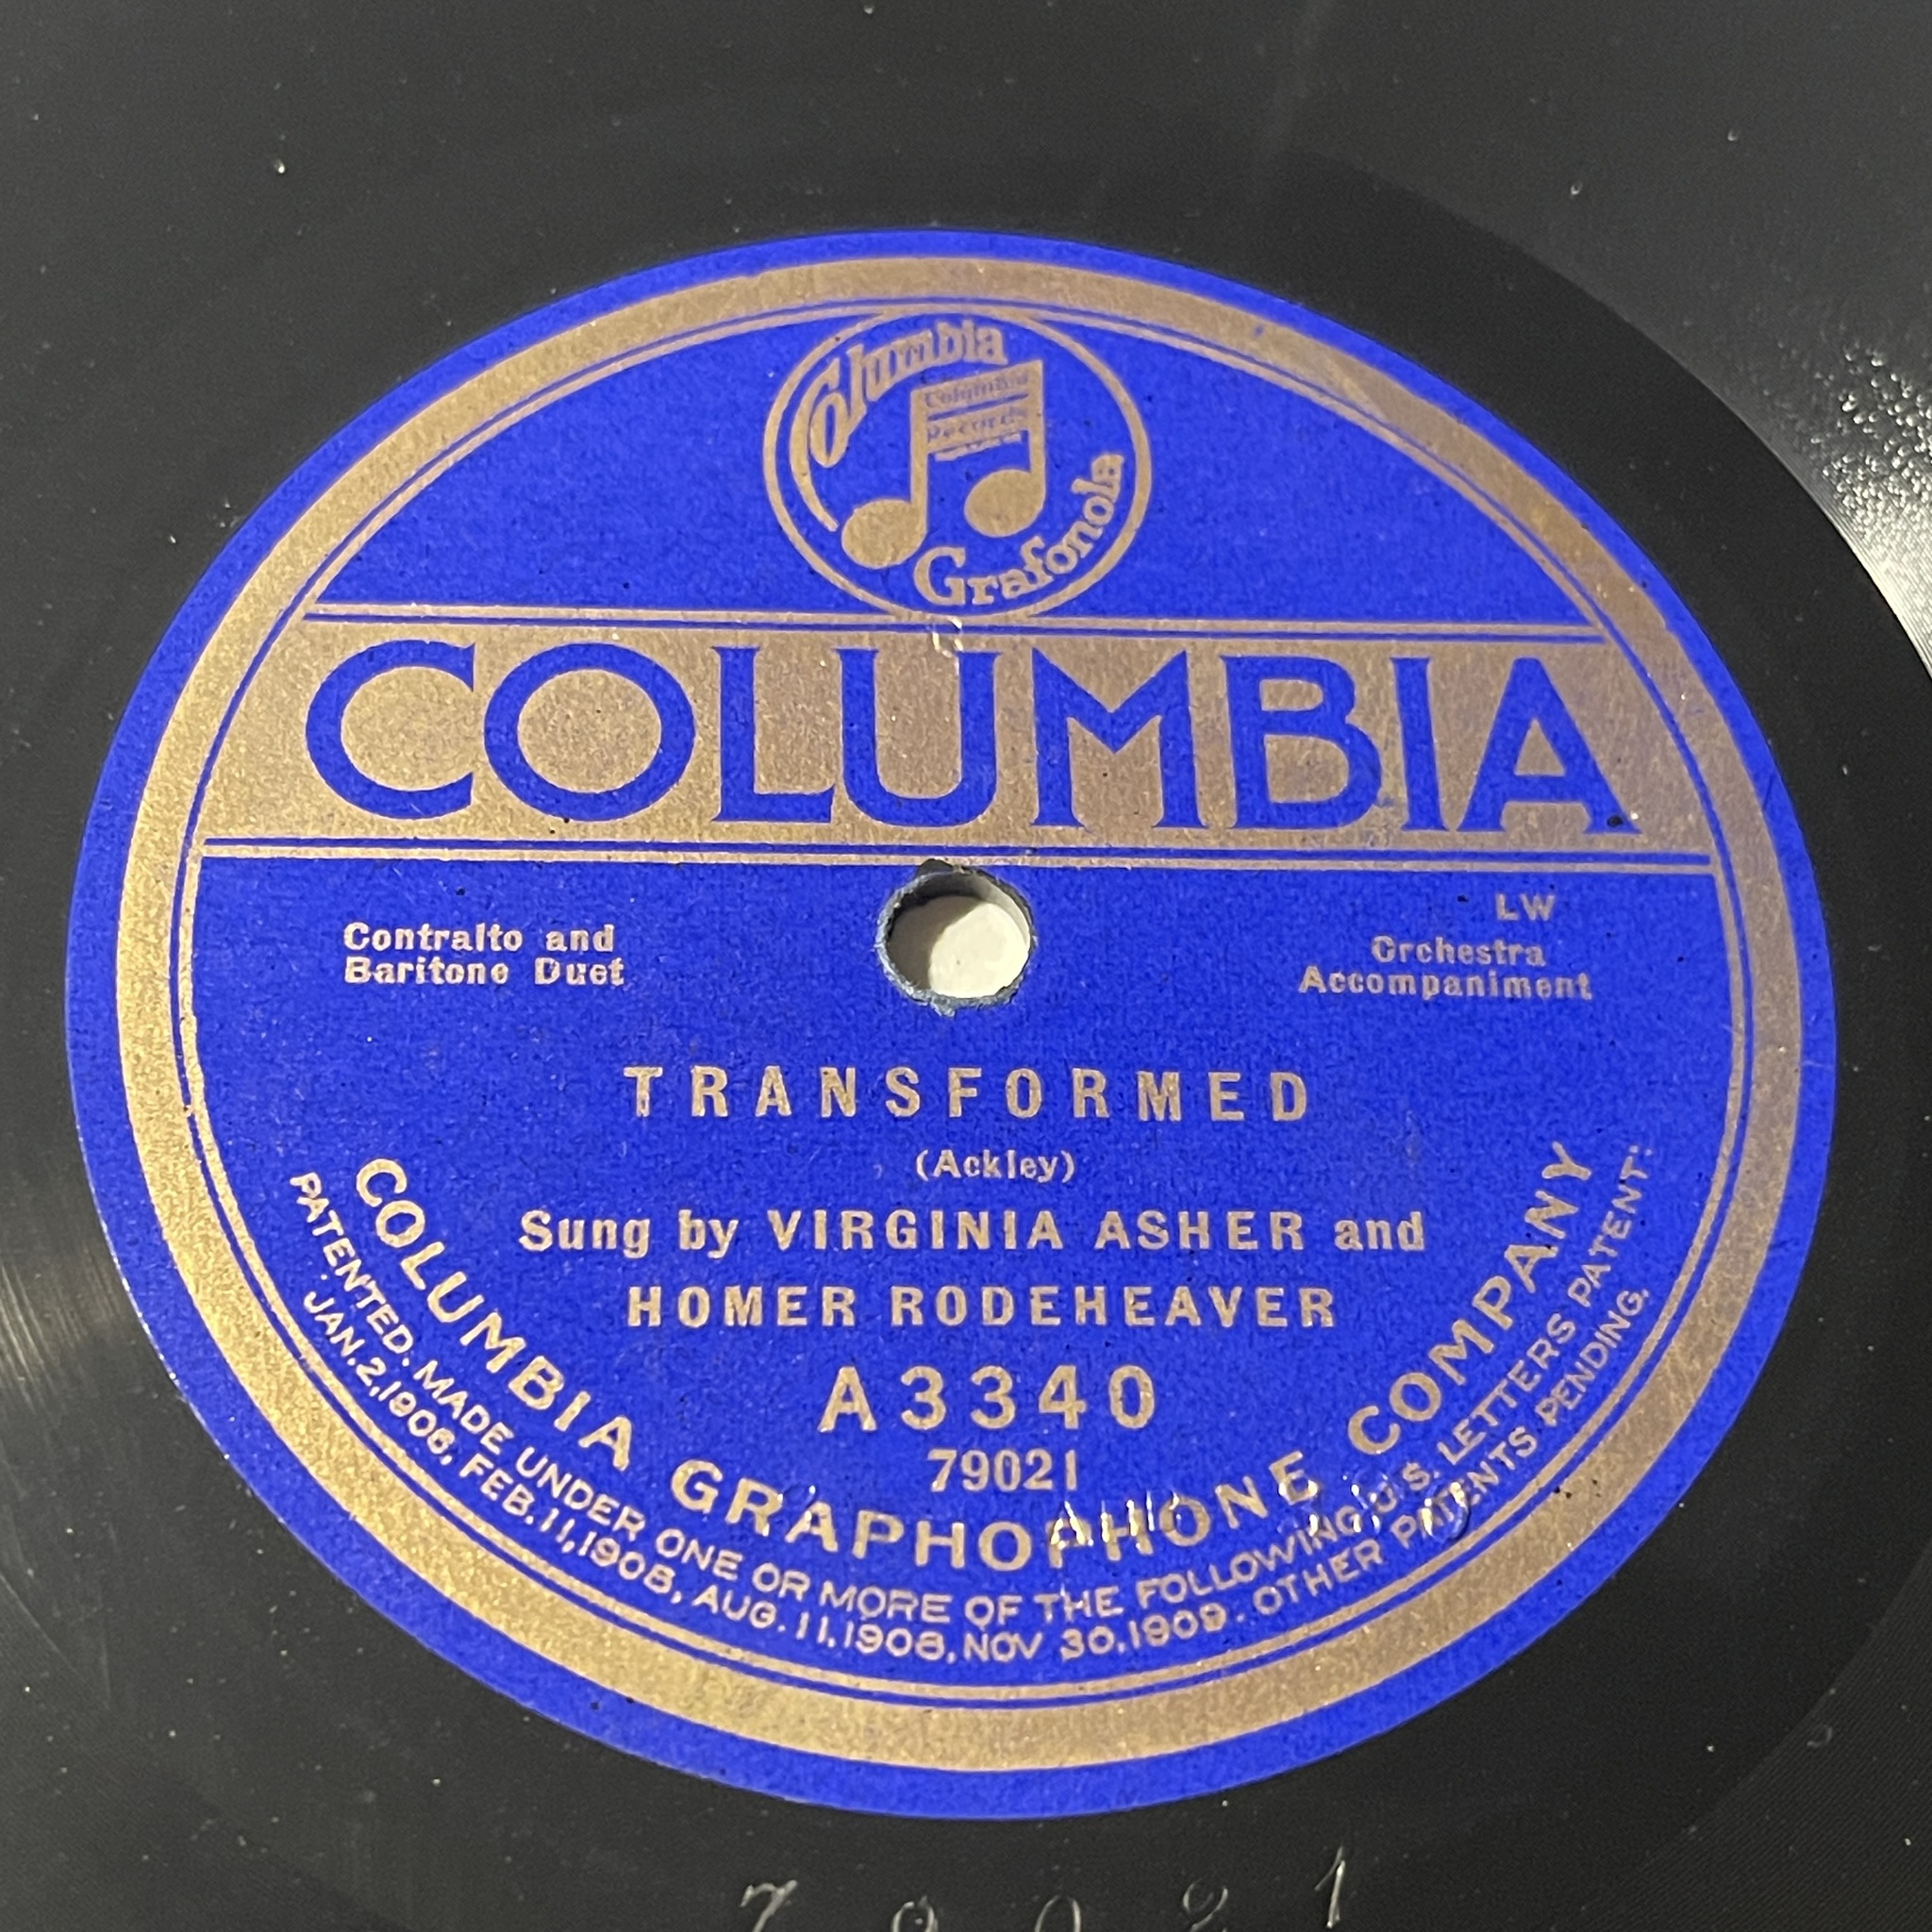 Columbia
Columbia
Records
Grafonola
COLUMBIA
Contralto and
Baritone Duet
LW
Orchestra
Accompaniment
TRANSFORMED
(Ackley)
Sung by VIRGINIA ASHER and
HOMER RODEHEAVER
A3340
79021
COLUMBIA GRAPHOPHONE COMPANY
PATENTED. MADE UNDER ONE OR MORE OF THE FOLLOWING U.S. LETTERS PATENT:
JAN.2,1906, FEB.11,1908, AUG.11,1908, NOV 30,1909. OTHER PATENTS PENDING.
79021